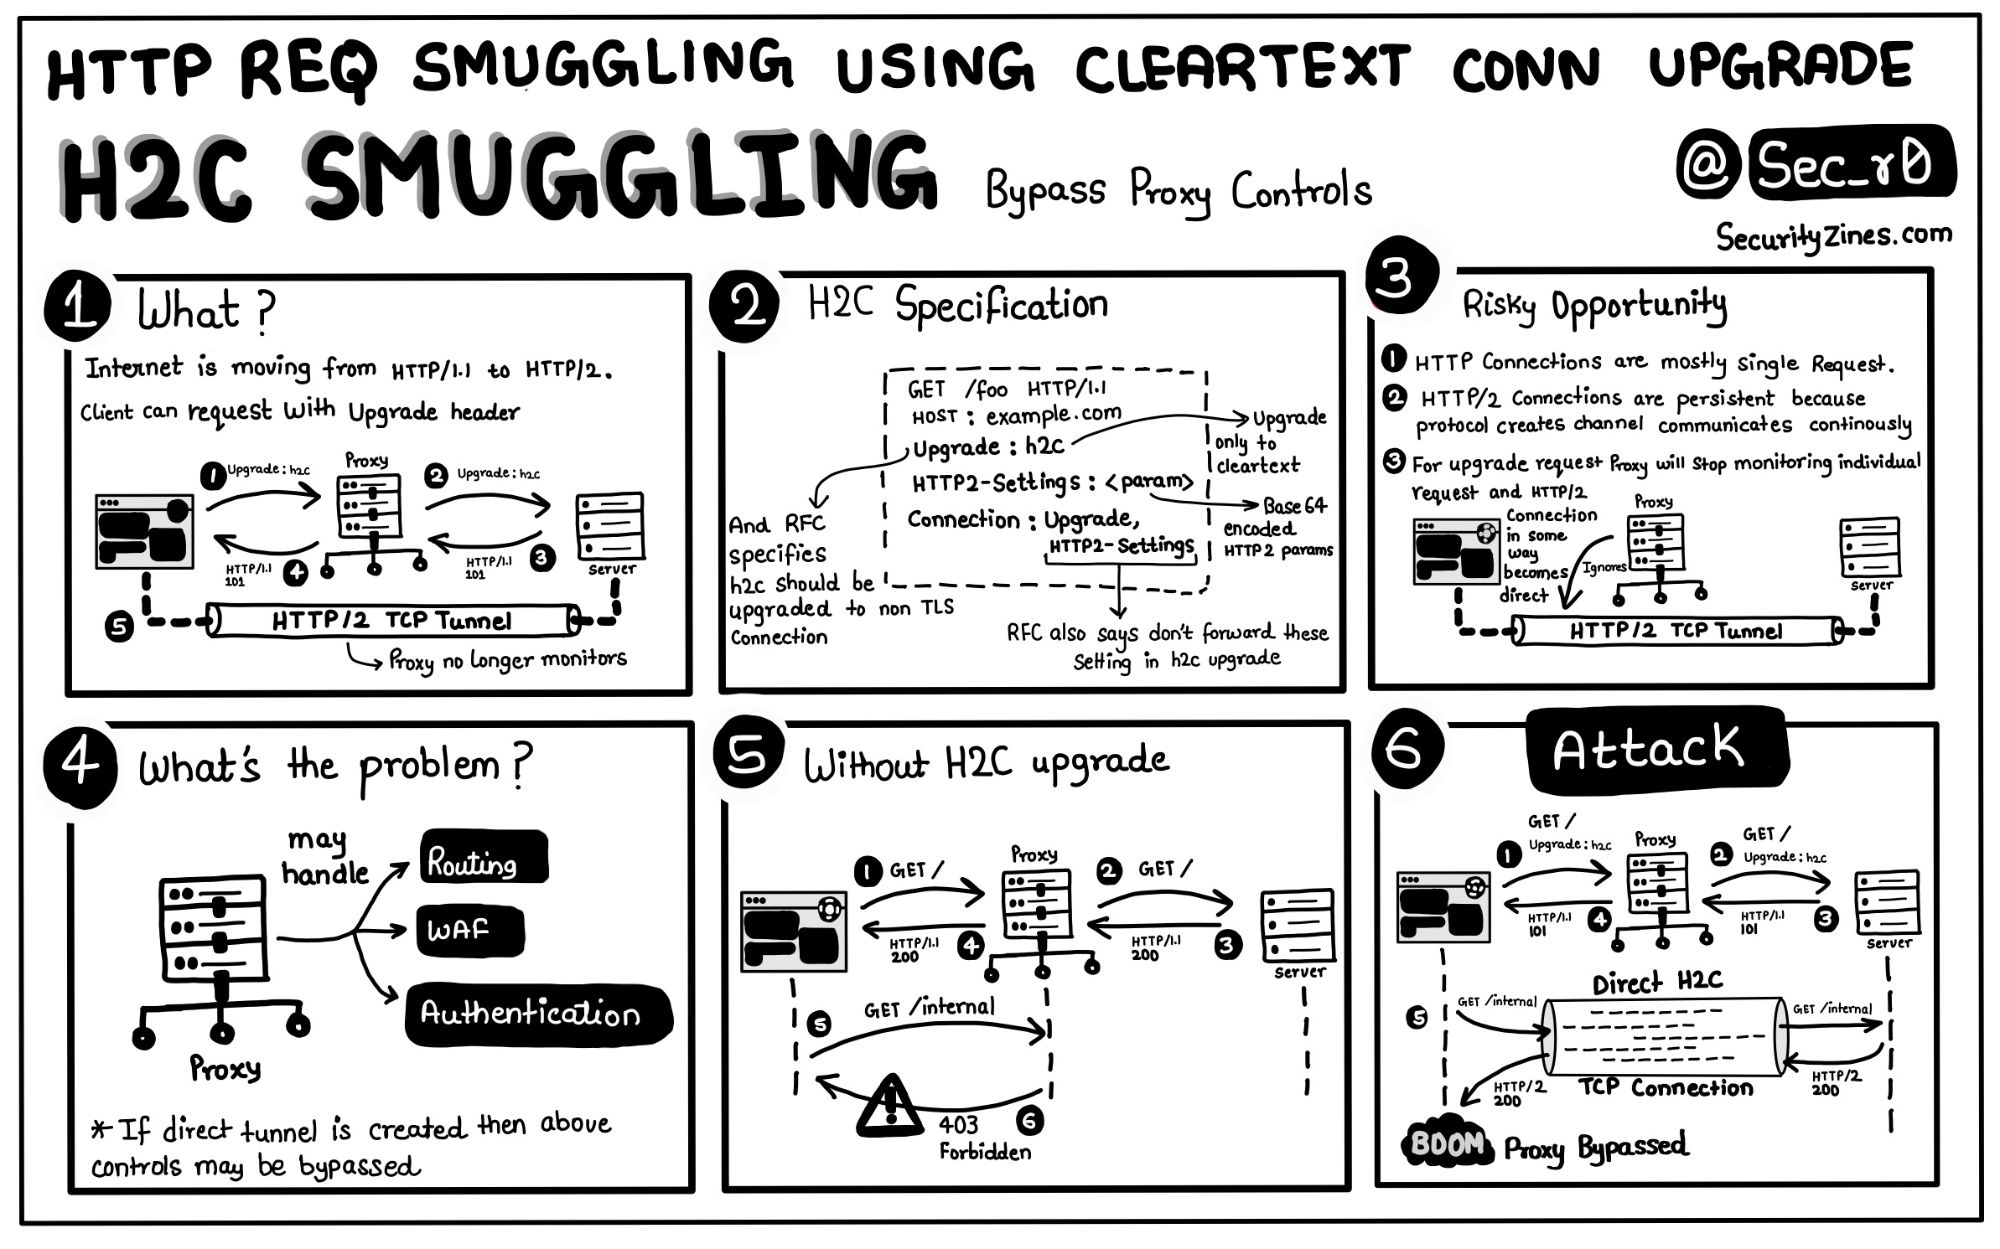 HTTP REQ SMUGGLING USING CLEARTEXT CONN UPGRADE
H2C SMUGGLING
Bypass Proxy Controls
@Sec_r0
SecurityZines.com
1
What?
Internet is moving from HTTP/1.1 to HTTP/2.
Client can request with Upgrade header
1 Upgrade: h2c
Proxy
2 Upgrade: h2c
HTTP/1.1
101
4
HTTP/1.1
101
3
Server
5
HTTP/2 TCP Tunnel
Proxy no longer monitors
2
H2C Specification
GET /foo HTTP/1.1
HOST: example.com
Upgrade: h2c
HTTP2-Settings: <param>
Connection: Upgrade,
HTTP2-Settings
Upgrade
only to
cleartext
Base64
encoded
HTTP2 params
And RFC
specifies
h2c should be
upgraded to non TLS
Connection
RFC also says don't forward these
setting in h2c upgrade
3
Risky Opportunity
1 HTTP Connections are mostly single Request.
2 HTTP/2 Connections are persistent because
protocol creates channel communicates continously
3 For upgrade request Proxy will stop monitoring individual
request and HTTP/2
Connection
in some
way
becomes
direct
Proxy
Ignores
Server
HTTP/2 TCP Tunnel
4
What's the problem?
may
handle
Routing
WAF
Authentication
Proxy
* If direct tunnel is created then above
controls may be bypassed
5
Without H2C upgrade
1 GET /
Proxy
2 GET /
HTTP/1.1
200
4
HTTP/1.1
200
3
Server
5
GET /internal
403
Forbidden
6
6
Attack
1
GET /
Upgrade: h2c
Proxy
2
GET /
Upgrade: h2c
HTTP/1.1
101
4
HTTP/1.1
101
3
Server
Direct H2C
5
GET /internal
GET /internal
HTTP/2
200
TCP Connection
HTTP/2
200
BOOM Proxy Bypassed